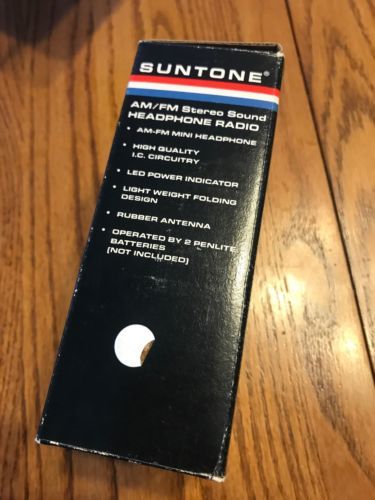 SUNTONE®
AM/FM Stereo Sound
HEADPHONE RADIO
• AM-FM MINI HEADPHONE
• HIGH QUALITY
I.C. CIRCUITRY
• LED POWER INDICATOR
• LIGHT WEIGHT FOLDING
DESIGN
• RUBBER ANTENNA
• OPERATED BY 2 PENLITE
BATTERIES
(NOT INCLUDED)